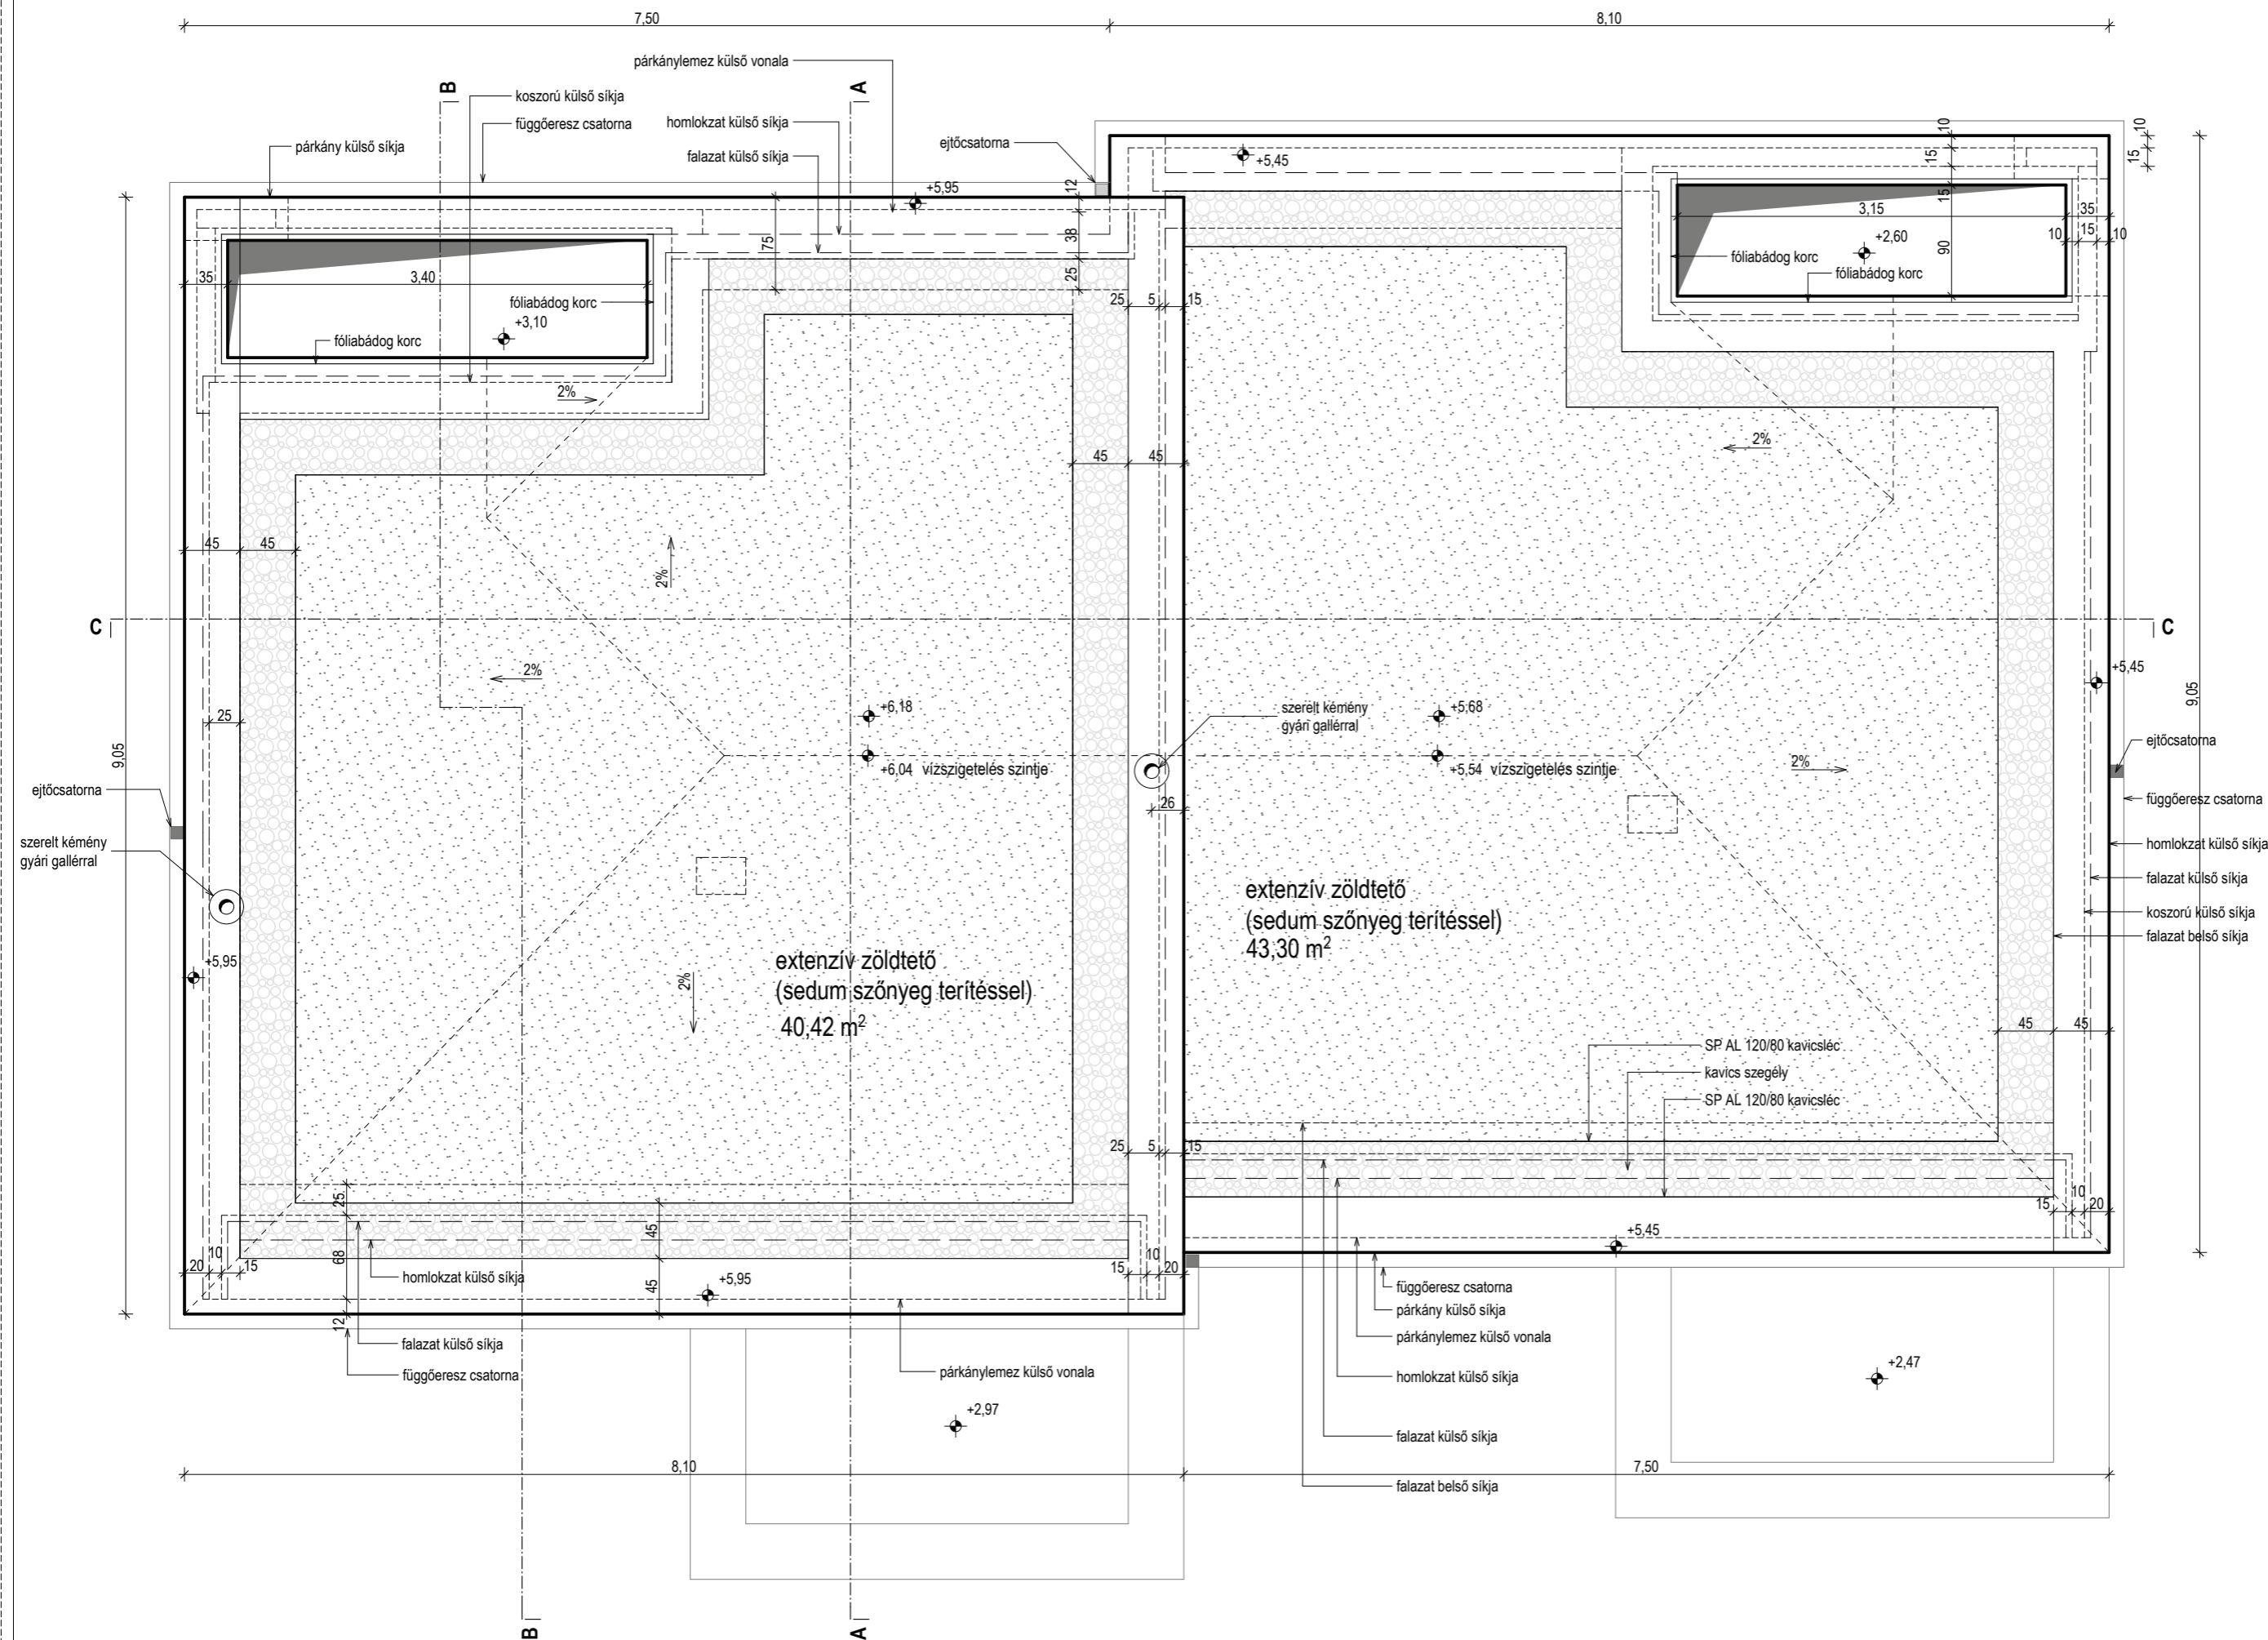 7,50
8,10
párkánylemez külső vonala
B
A
koszorú külső síkja
függőeresz csatorna
homlokzat külső síkja
párkány külső síkja
falazat külső síkja
ejtőcsatorna
+5,95
+5,45
12
38
25
75
10
15
15
10
15
35
3,40
fóliabádog korc
+3,10
fóliabádog korc
3,15
35
10
15
10
+2,60
90
fóliabádog korc
fóliabádog korc
25
5
15
2%
2%
45
45
45
45
2%
C
C
2%
25
9,05
9,05
+6,18
+6,04 vízszigetelés szintje
szerelt kémény
gyári gallérral
+5,68
+5,54 vízszigetelés szintje
2%
+5,45
ejtőcsatorna
függőeresz csatorna
homlokzat külső síkja
falazat külső síkja
koszorú külső síkja
falazat belső síkja
26
ejtőcsatorna
szerelt kémény
gyári gallérral
+5,95
2%
extenzív zöldtető
(sedum szőnyeg terítéssel)
43,30 m²
extenzív zöldtető
(sedum szőnyeg terítéssel)
40,42 m²
45
45
SP AL 120/80 kavicsléc
kavics szegély
SP AL 120/80 kavicsléc
25
5
15
25
68
12
45
45
20
10
15
homlokzat külső síkja
+5,95
15
10
20
+5,45
15
10
20
falazat külső síkja
függőeresz csatorna
párkánylemez külső vonala
+2,97
függőeresz csatorna
párkány külső síkja
párkánylemez külső vonala
homlokzat külső síkja
falazat külső síkja
falazat belső síkja
+2,47
8,10
7,50
B
A